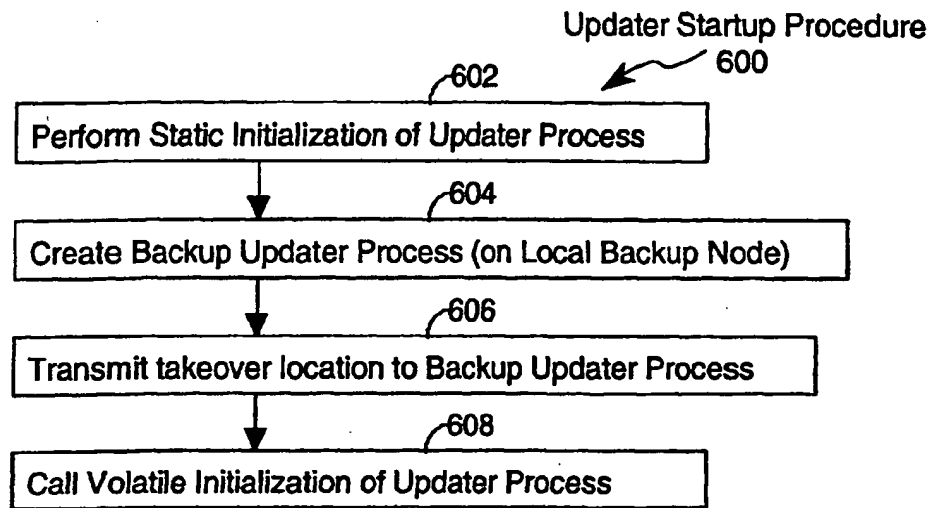 Updater Startup Procedure
600
602
Perform Static Initialization of Updater Process
604
Create Backup Updater Process (on Local Backup Node)
606
Transmit takeover location to Backup Updater Process
608
Call Volatile Initialization of Updater Process